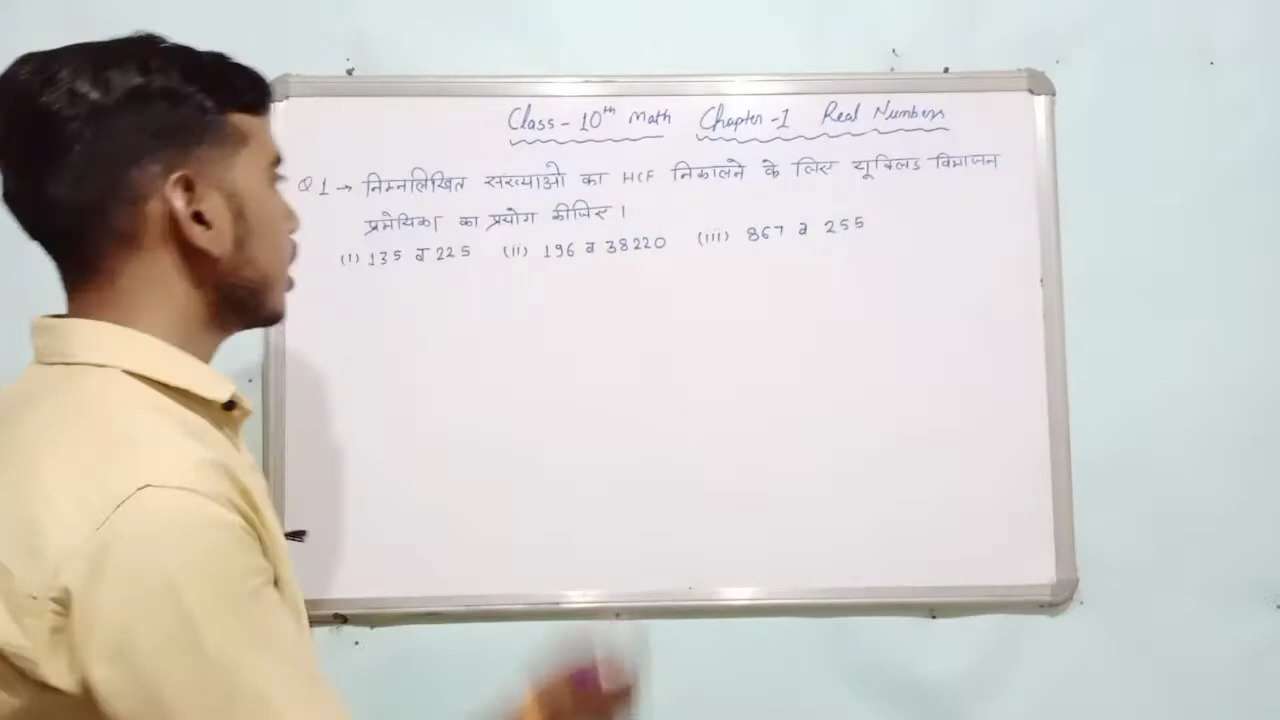 Class - 10th Math Chapter -1 Real Numbers
Q 1 → निम्नलिखित संख्याओ का HCF निकालने के लिए यूक्लिड विभाजन
प्रमेयिका का प्रयोग कीजिए।
(i) 135 व 225 (ii) 196 व 38220 (iii) 867 व 255